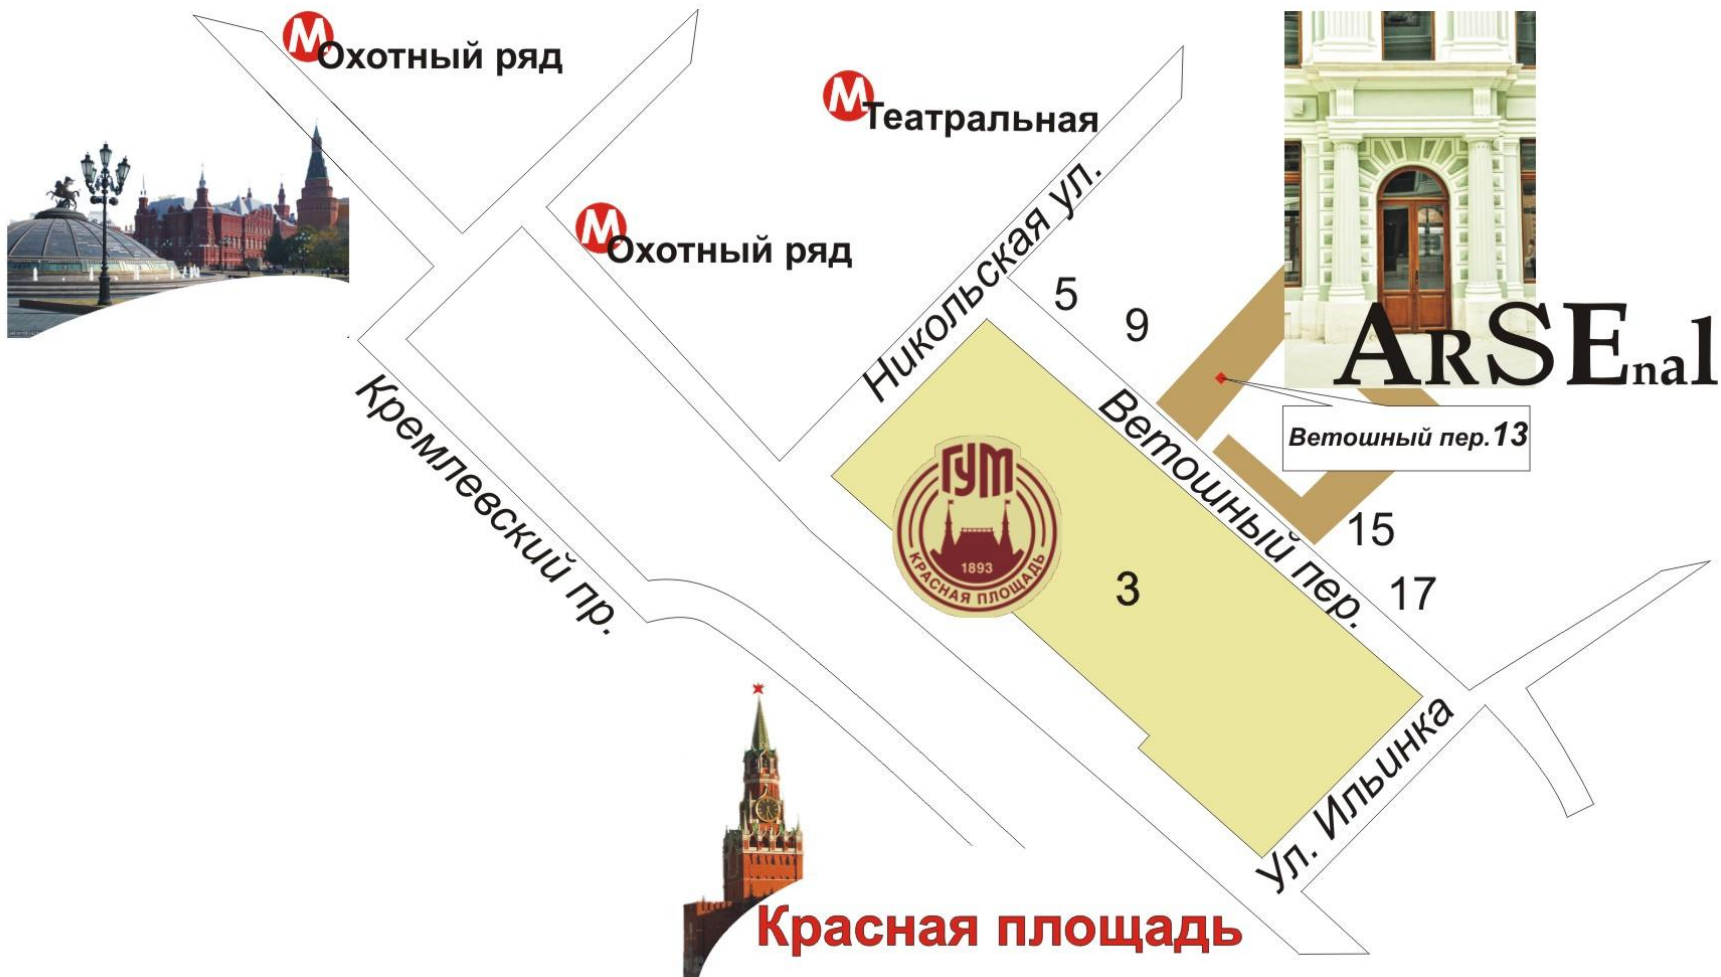 М Охотный ряд
М Театральная
М Охотный ряд
Никольская ул.
5
9
ArSEnal
Ветошный пер.13
Кремлевский пр.
Ветошный пер.
ГУМ
1893
КРАСНАЯ ПЛОЩАДЬ
3
15
17
Ул. Ильинка
Красная площадь